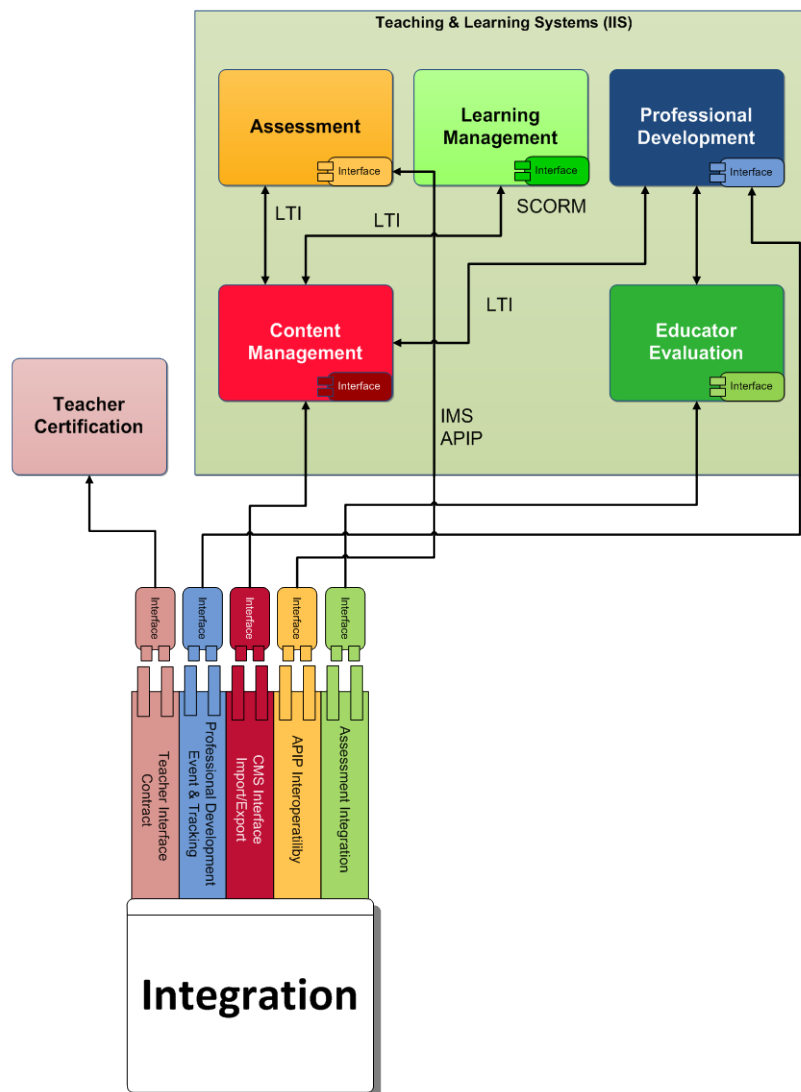 Teaching & Learning Systems (IIS)
Assessment
Interface
Learning
Management
Interface
Professional
Development
Interface
LTI
LTI
SCORM
LTI
Content
Management
Interface
Educator
Evaluation
Interface
IMS
APIP
Teacher
Certification
Interface
Interface
Interface
Interface
Interface
Teacher Interface
Contract
Professional Development
Event & Tracking
CMS Interface
Import/Export
APIP Interoperatiliby
Assessment Integration
Integration